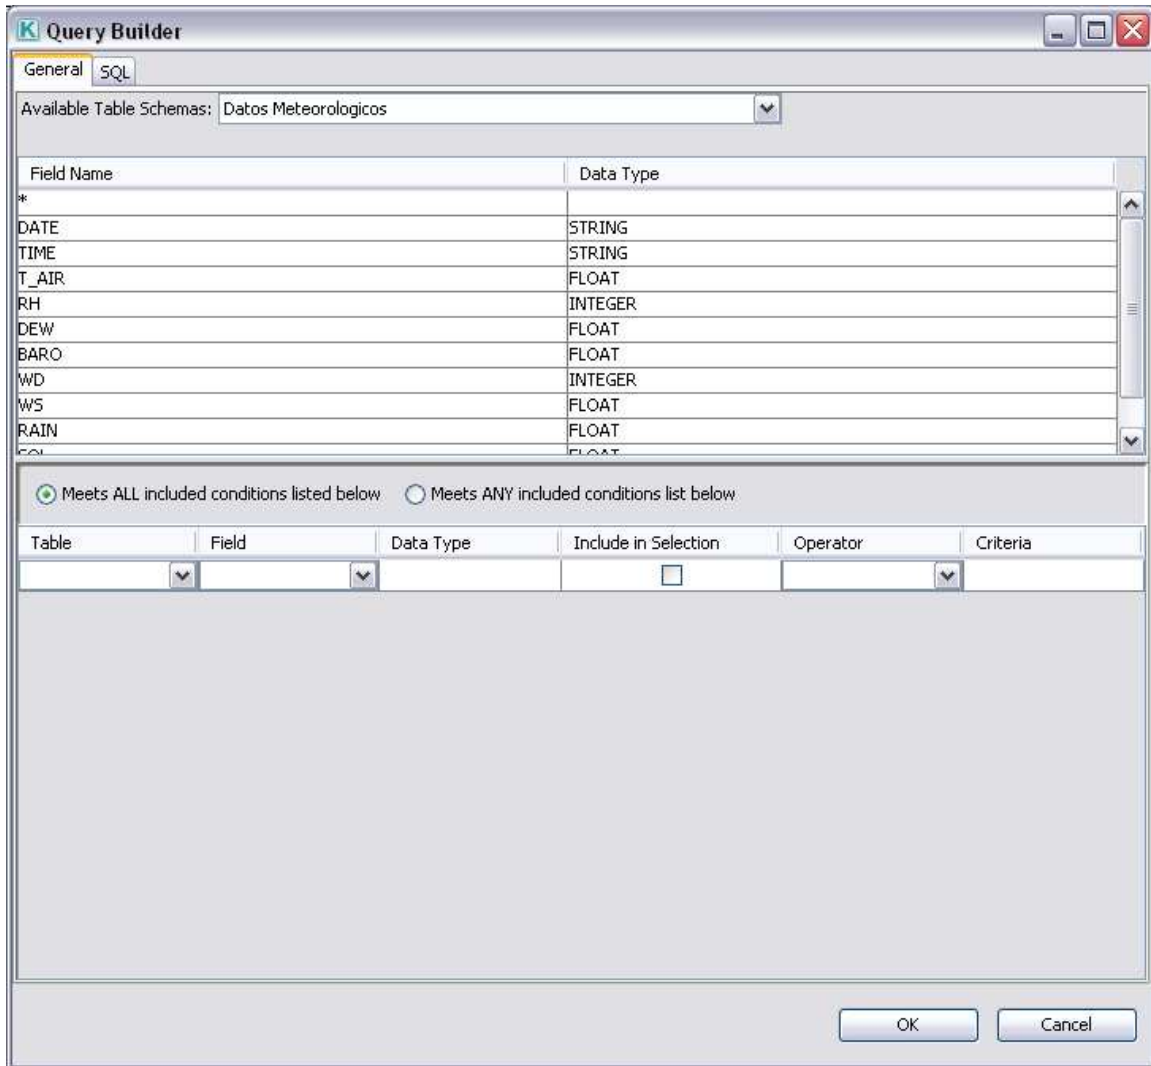 K Query Builder
General SQL
Available Table Schemas: Datos Meteorologicos
Field Name Data Type
*
DATE STRING
TIME STRING
T_AIR FLOAT
RH INTEGER
DEW FLOAT
BARO FLOAT
WD INTEGER
WS FLOAT
RAIN FLOAT
FLOAT
Meets ALL included conditions listed below Meets ANY included conditions list below
Table Field Data Type Include in Selection Operator Criteria
OK Cancel